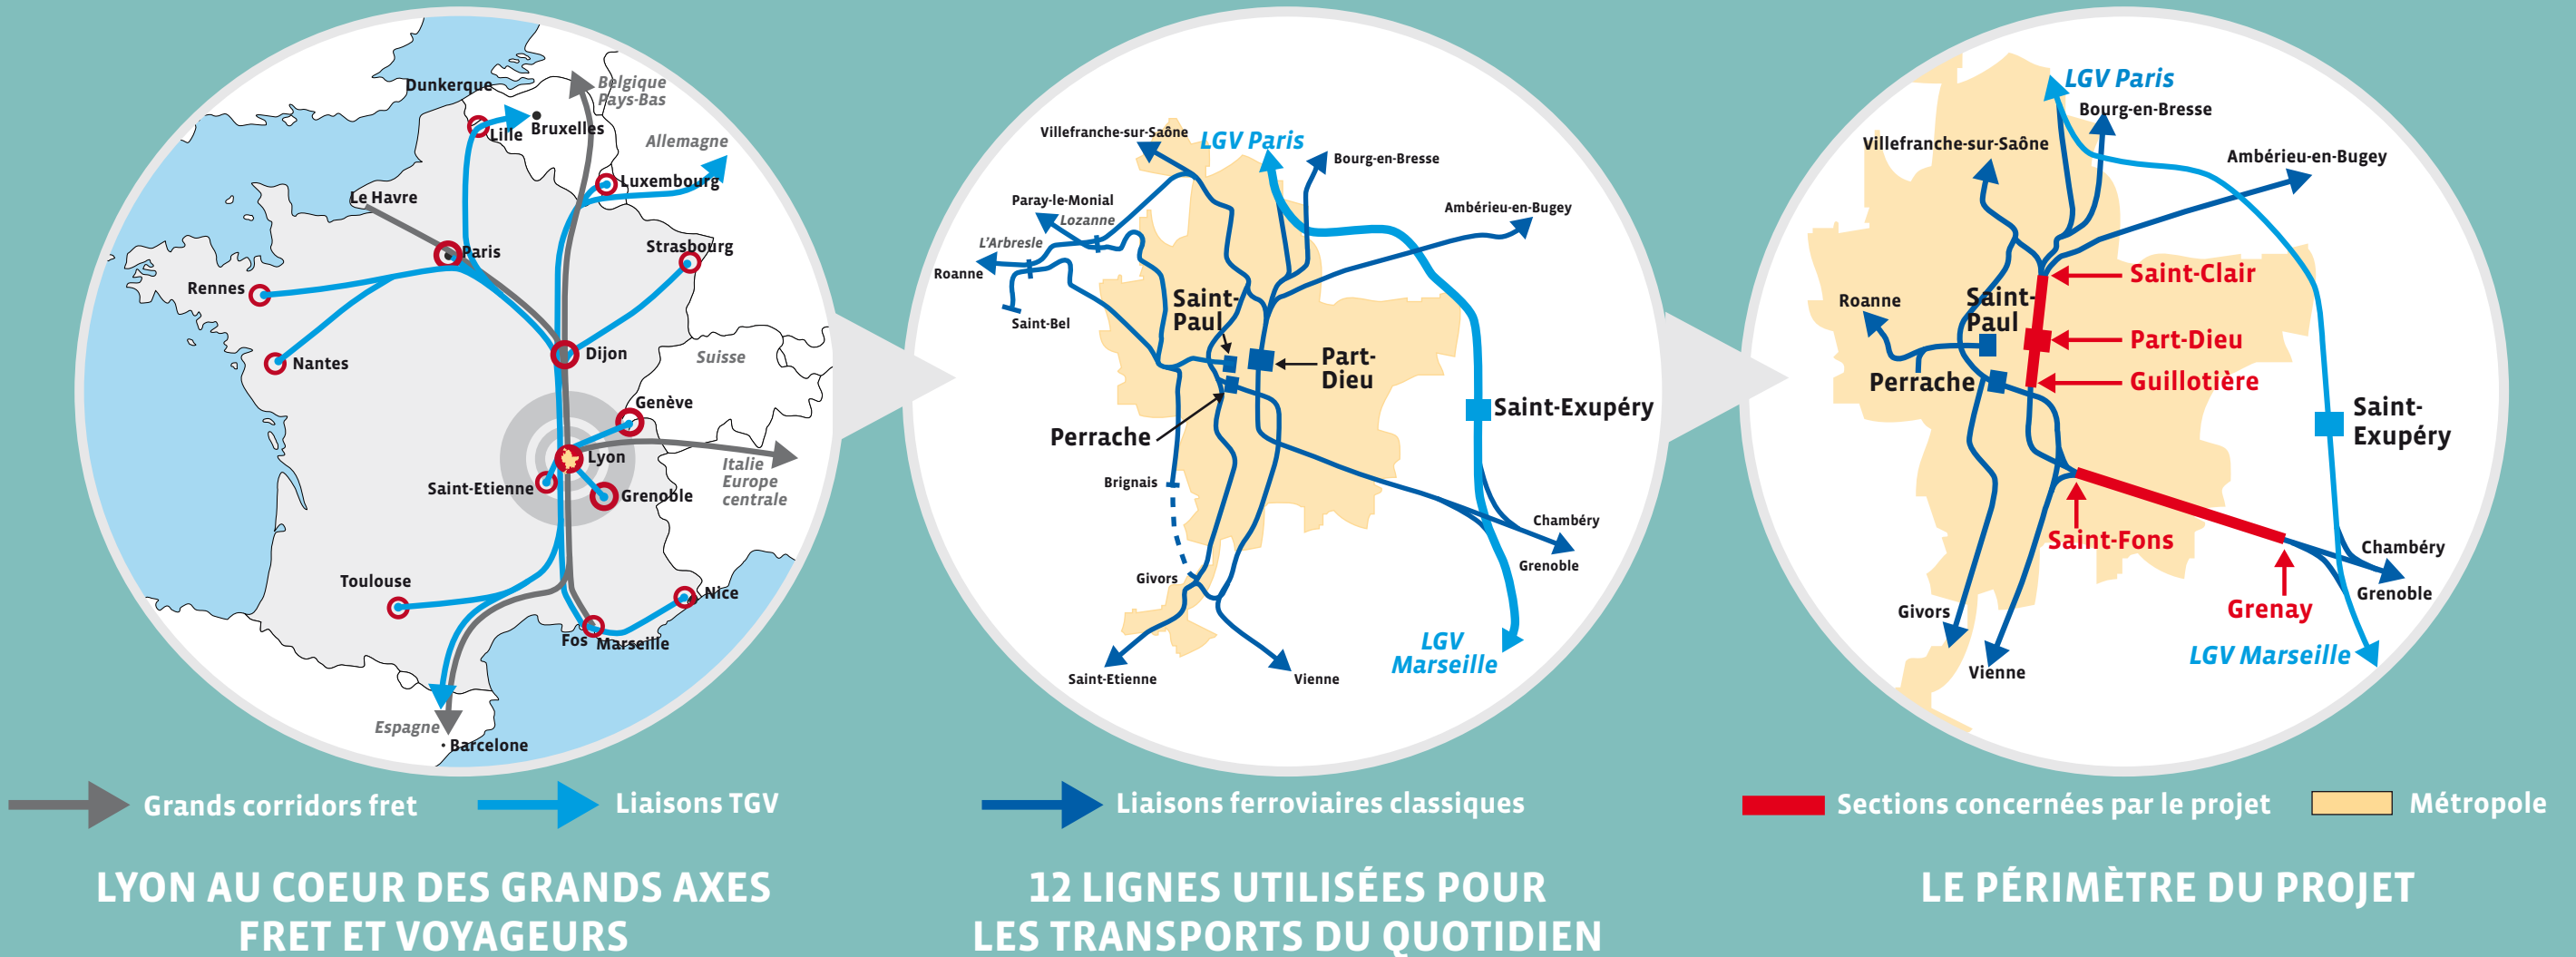 Dunkerque
Belgique
Pays-Bas
Lille
Bruxelles
Allemagne
Luxembourg
Le Havre
Paris
Strasbourg
Rennes
Nantes
Dijon
Suisse
Genève
Lyon
Italie
Europe
centrale
Saint-Etienne
Grenoble
Toulouse
Nice
Fos
Marseille
Espagne
Barcelone
Villefranche-sur-Saône
LGV Paris
Bourg-en-Bresse
Paray-le-Monial
Lozanne
Ambérieu-en-Bugey
L'Arbresle
Roanne
Saint-
Paul
Saint-Bel
Part-
Dieu
Saint-Exupéry
Perrache
Brignais
Chambéry
Grenoble
Givors
LGV
Marseille
Saint-Etienne
Vienne
LGV Paris
Bourg-en-Bresse
Villefranche-sur-Saône
Ambérieu-en-Bugey
Saint-Clair
Roanne
Saint-
Paul
Part-Dieu
Perrache
Guillotière
Saint-
Exupéry
Saint-Fons
Chambéry
Grenoble
Givors
Grenay
LGV Marseille
Vienne
Grands corridors fret
Liaisons TGV
Liaisons ferroviaires classiques
Sections concernées par le projet
Métropole
LYON AU COEUR DES GRANDS AXES
FRET ET VOYAGEURS
12 LIGNES UTILISÉES POUR
LES TRANSPORTS DU QUOTIDIEN
LE PÉRIMÈTRE DU PROJET